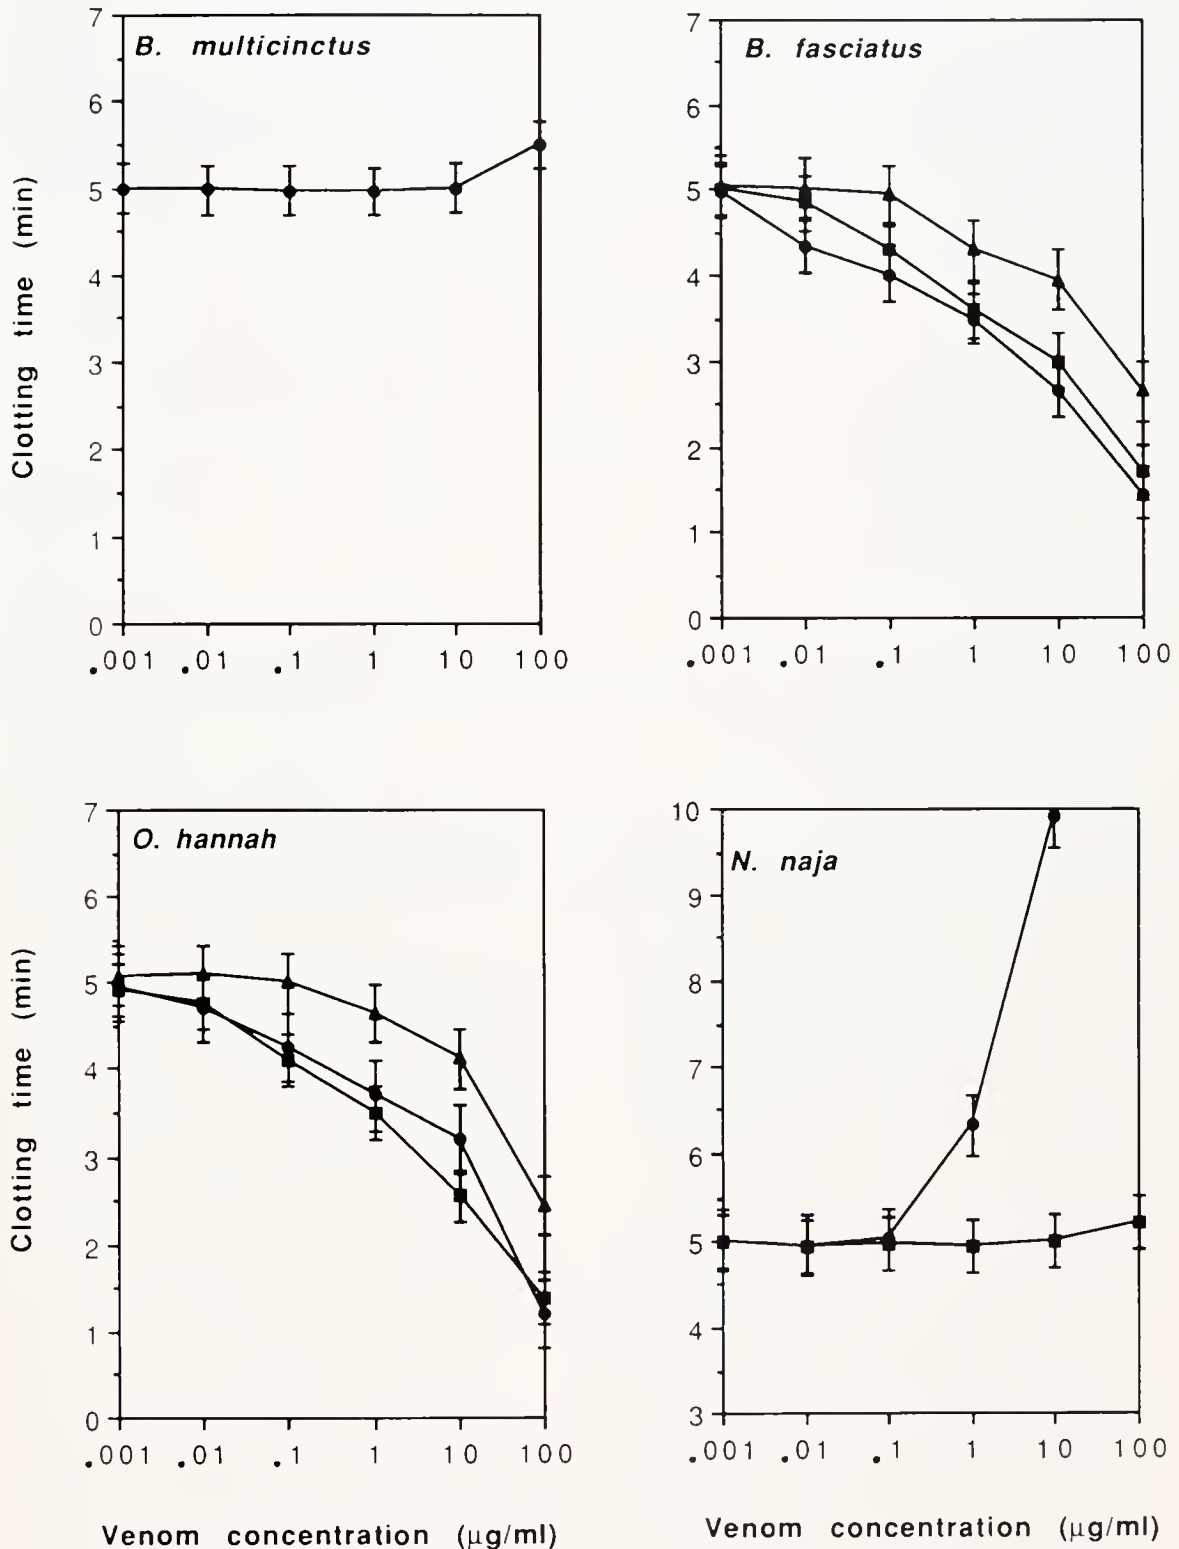 B. multicinctus
Clotting time (min)
7
6
5
4
3
2
1
0
.001 .01 .1 1 10 100
B. fasciatus
7
6
5
4
3
2
1
0
.001 .01 .1 1 10 100
O. hannah
Clotting time (min)
7
6
5
4
3
2
1
0
.001 .01 .1 1 10 100
Venom concentration (µg/ml)
N. naja
10
9
8
7
6
5
4
3
.001 .01 .1 1 10 100
Venom concentration (µg/ml)